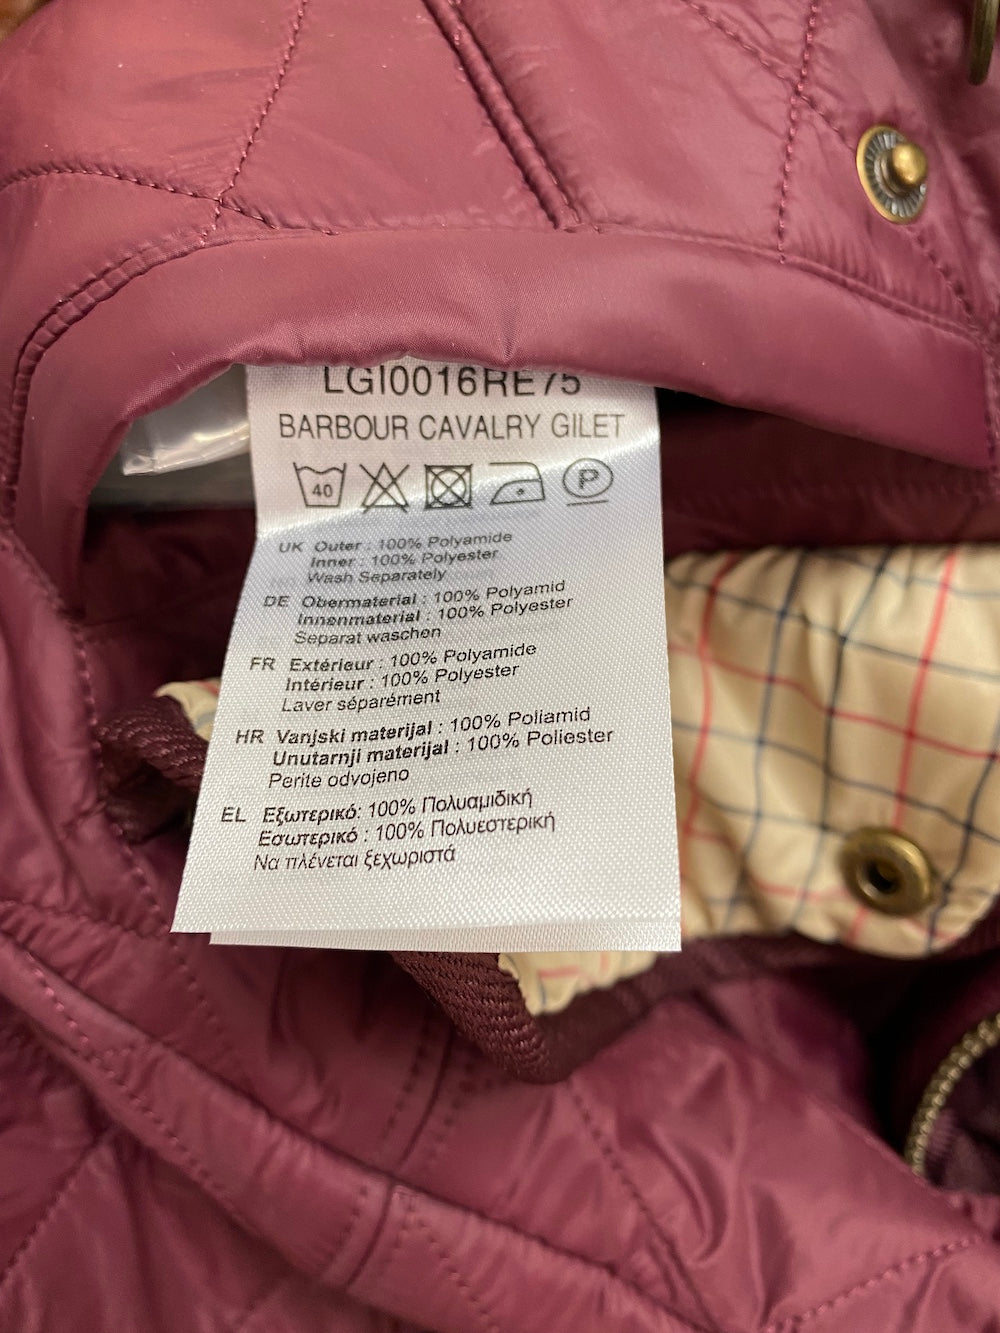 LGI0016RE75
BARBOUR CAVALRY GILET
40 P
UK Outer : 100% Polyamide
Inner : 100% Polyester
Wash Separately
DE Obermaterial : 100% Polyamid
Innenmaterial : 100% Polyester
Separat waschen
FR Extérieur : 100% Polyamide
Intérieur : 100% Polyester
Laver séparément
HR Vanjski materijal : 100% Poliamid
Unutarnji materijal : 100% Poliester
Perite odvojeno
EL Εξωτερικό: 100% Πολυαμιδική
Εσωτερικό : 100% Πολυεστερική
Να πλένεται ξεχωριστά